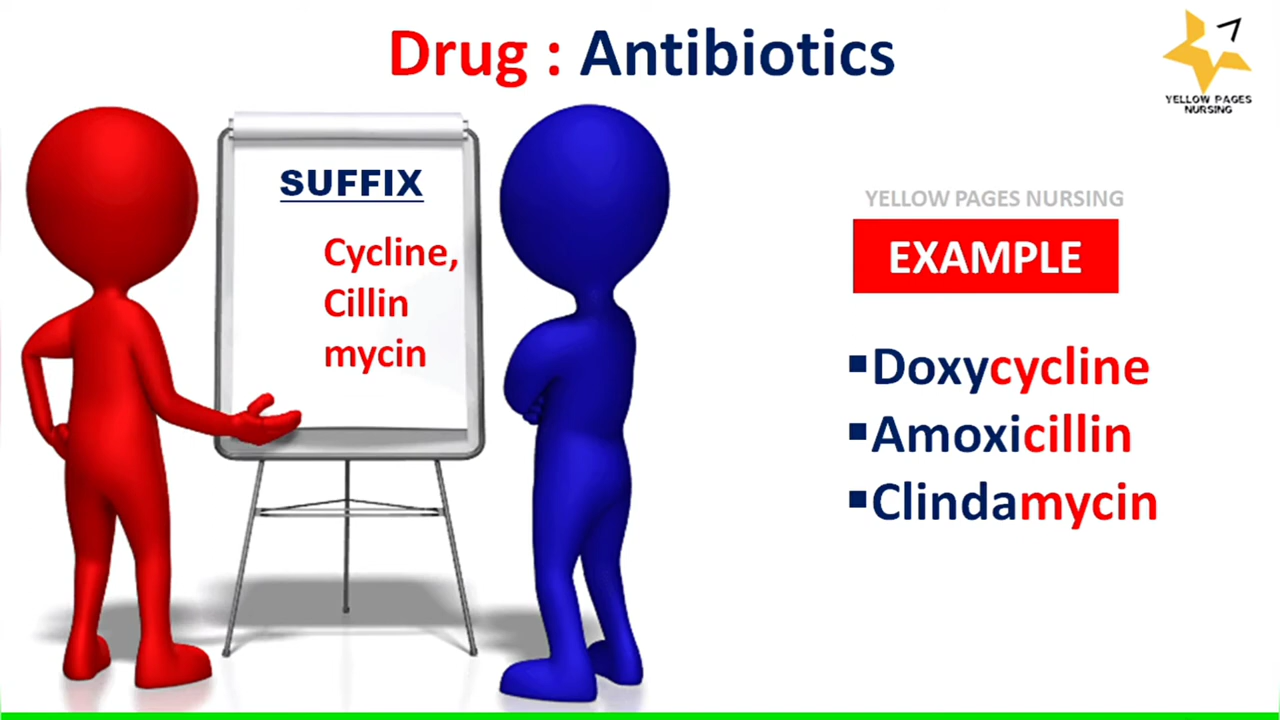 Drug : Antibiotics
YELLOW PAGES
NURSING
SUFFIX
Cycline,
Cillin
mycin
YELLOW PAGES NURSING
EXAMPLE
▪Doxycycline
▪Amoxicillin
▪Clindamycin